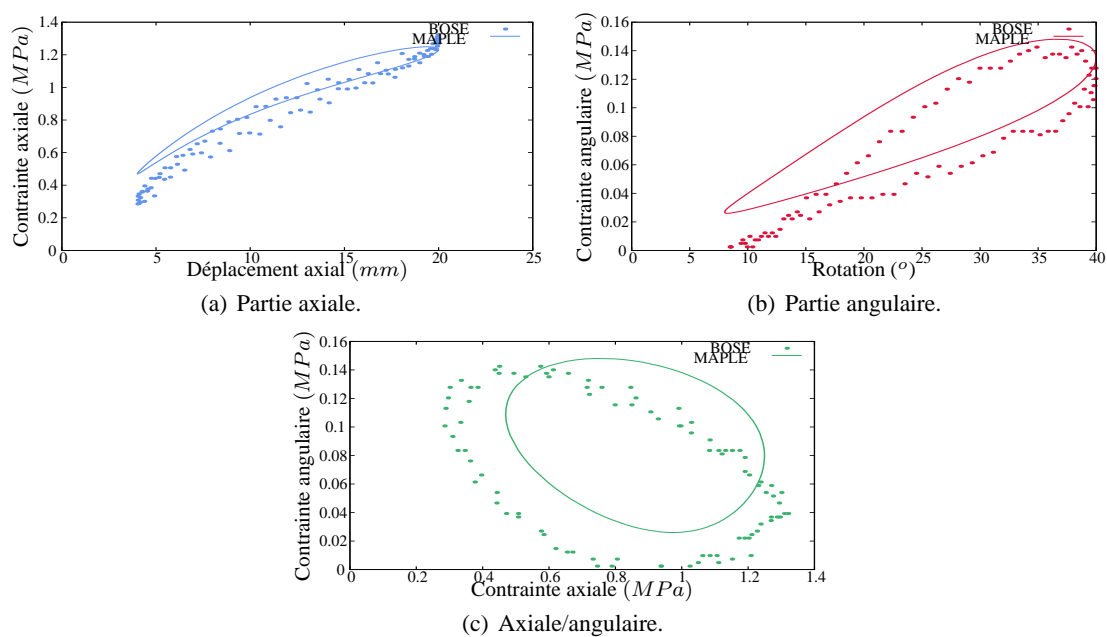 Contrainte axiale (MPa)
1.4
1.2
1
0.8
0.6
0.4
0.2
0
BOSE
MAPLE
0 5 10 15 20 25
Déplacement axial (mm)
(a) Partie axiale.
Contrainte angulaire (MPa)
0.16
0.14
0.12
0.1
0.08
0.06
0.04
0.02
0
BOSE
MAPLE
0 5 10 15 20 25 30 35 40
Rotation (°)
(b) Partie angulaire.
Contrainte angulaire (MPa)
0.16
0.14
0.12
0.1
0.08
0.06
0.04
0.02
0
BOSE
MAPLE
0 0.2 0.4 0.6 0.8 1 1.2 1.4
Contrainte axiale (MPa)
(c) Axiale/angulaire.